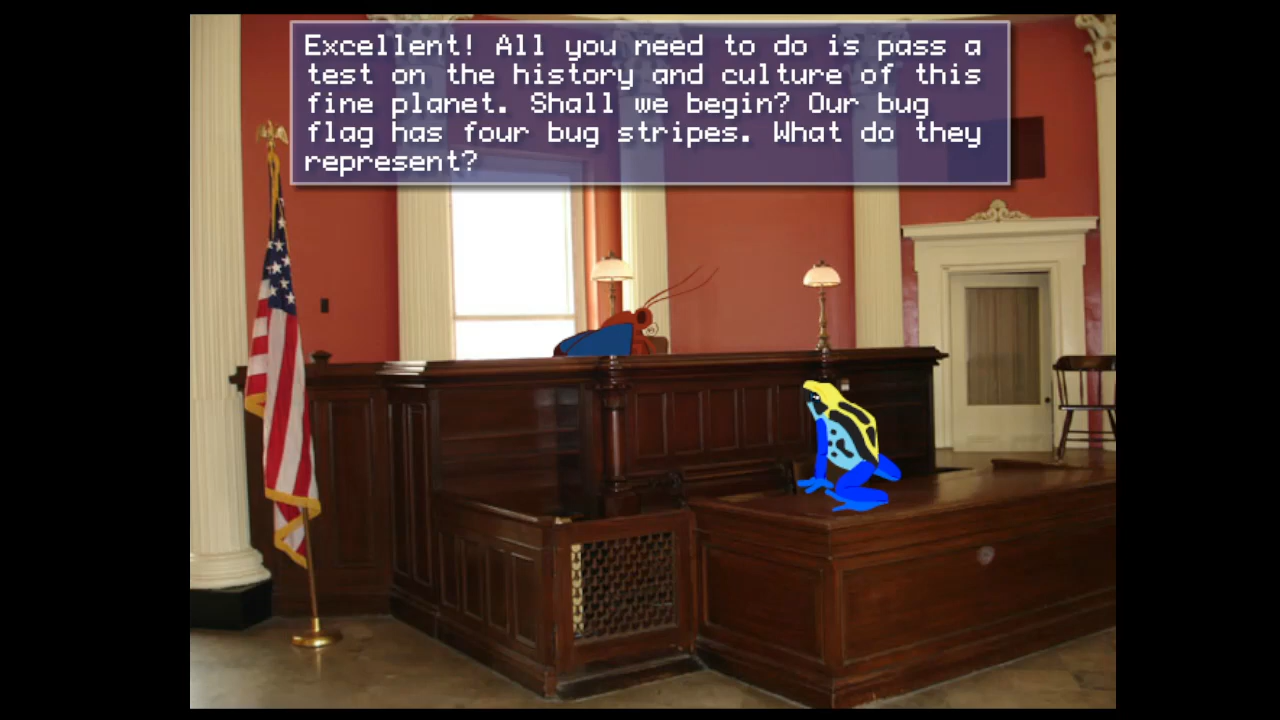 Excellent! All you need to do is pass a
test on the history and culture of this
fine planet. Shall we begin? Our bug
flag has four bug stripes. What do they
represent?